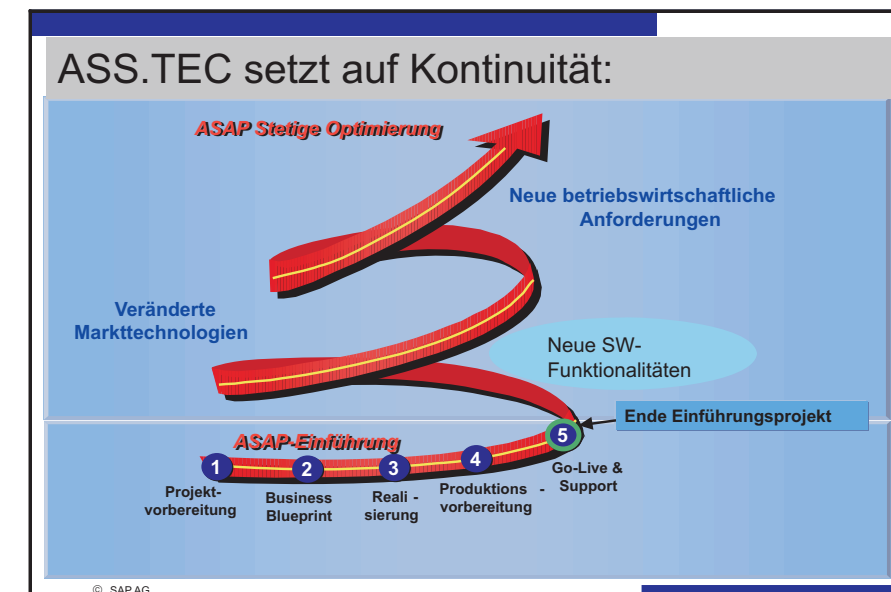 ASS.TEC setzt auf Kontinuität:
ASAP Stetige Optimierung
Neue betriebswirtschaftliche
Anforderungen
Veränderte
Markttechnologien
Neue SW-
Funktionalitäten
Ende Einführungsprojekt
ASAP-Einführung
1
2
3
4
5
Projekt-
vorbereitung
Business
Blueprint
Reali -
sierung
Produktions -
vorbereitung
Go-Live &
Support
© SAP AG